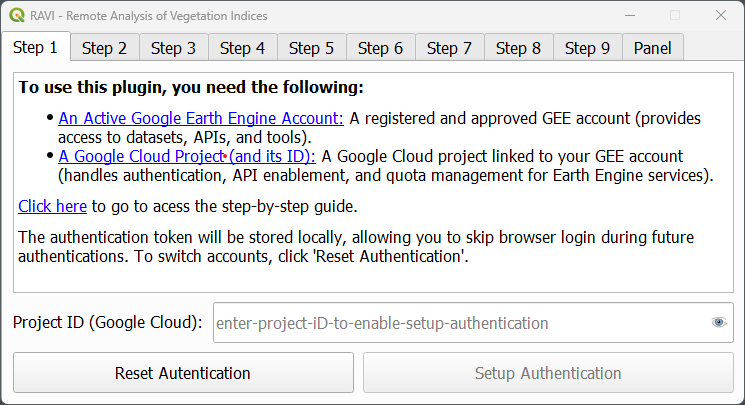 RAVI - Remote Analysis of Vegetation Indices
Step 1 Step 2 Step 3 Step 4 Step 5 Step 6 Step 7 Step 8 Step 9 Panel
To use this plugin, you need the following:
• An Active Google Earth Engine Account: A registered and approved GEE account (provides
access to datasets, APIs, and tools).
• A Google Cloud Project (and its ID): A Google Cloud project linked to your GEE account
(handles authentication, API enablement, and quota management for Earth Engine services).
Click here to go to acess the step-by-step guide.
The authentication token will be stored locally, allowing you to skip browser login during future
authentications. To switch accounts, click 'Reset Authentication'.
Project ID (Google Cloud): enter-project-iD-to-enable-setup-authentication
Reset Autentication Setup Authentication